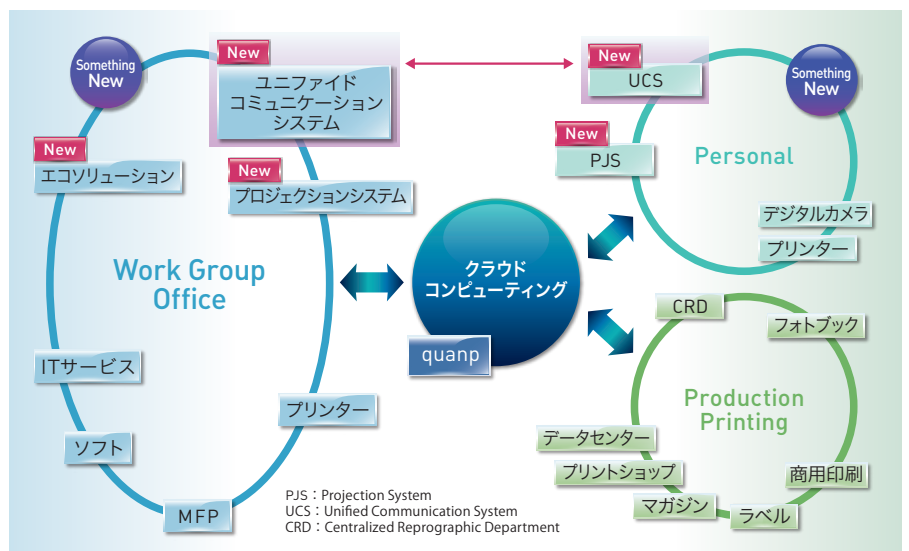 Something
New
New
ユニファイド
コミュニケーション
システム
New
エコソリューション
New
プロジェクションシステム
Work Group
Office
ITサービス
ソフト
MFP
プリンター
クラウド
コンピューティング
quanp
New
UCS
Something
New
New
PJS
Personal
デジタルカメラ
プリンター
CRD
フォトブック
Production
Printing
データセンター
プリントショップ
マガジン
ラベル
商用印刷
PJS：Projection System
UCS：Unified Communication System
CRD：Centralized Reprographic Department